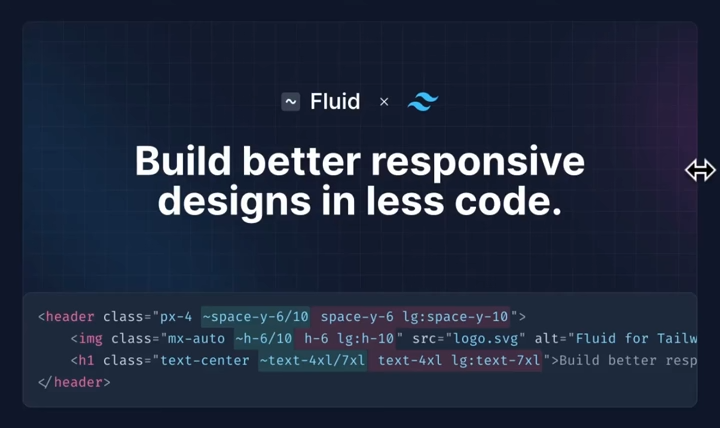 ~ Fluid ×
Build better responsive
designs in less code.
<header class="px-4 ~space-y-6/10 space-y-6 lg:space-y-10">
<img class="mx-auto ~h-6/10 h-6 lg:h-10" src="logo.svg" alt="Fluid for Tailw
<h1 class="text-center ~text-4xl/7xl text-4xl lg:text-7xl">Build better resp
</header>